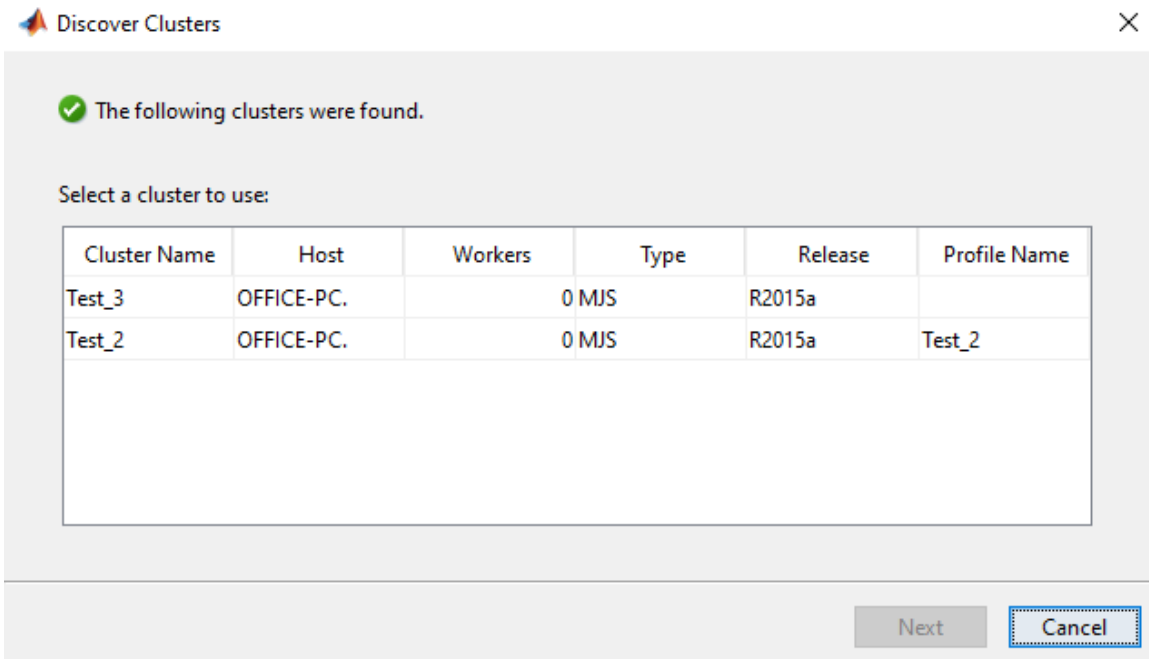 Discover Clusters
The following clusters were found.
Select a cluster to use:
Cluster Name Host Workers Type Release Profile Name
Test_3 OFFICE-PC. 0 MJS R2015a
Test_2 OFFICE-PC. 0 MJS R2015a Test_2
Next Cancel